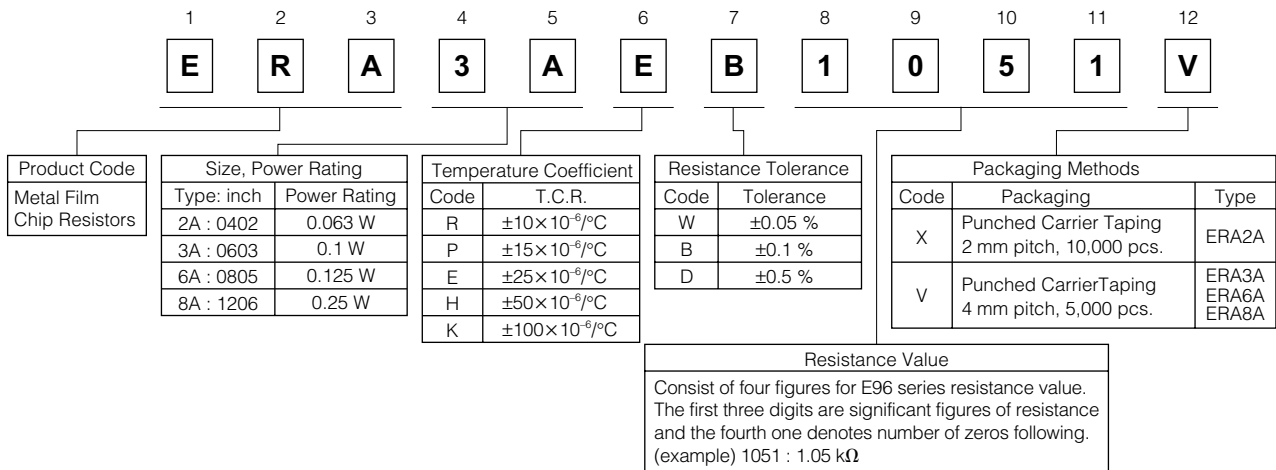 1 2 3 4 5 6 7 8 9 10 11 12
E R A 3 A E B 1 0 5 1 V
Product Code
Metal Film
Chip Resistors
Size, Power Rating
Type: inch Power Rating
2A : 0402 0.063 W
3A : 0603 0.1 W
6A : 0805 0.125 W
8A : 1206 0.25 W
Temperature Coefficient
Code T.C.R.
R ±10×10⁻⁶/°C
P ±15×10⁻⁶/°C
E ±25×10⁻⁶/°C
H ±50×10⁻⁶/°C
K ±100×10⁻⁶/°C
Resistance Tolerance
Code Tolerance
W ±0.05 %
B ±0.1 %
D ±0.5 %
Packaging Methods
Code Packaging Type
X Punched Carrier Taping
2 mm pitch, 10,000 pcs. ERA2A
V Punched CarrierTaping
4 mm pitch, 5,000 pcs.
ERA3A
ERA6A
ERA8A
Resistance Value
Consist of four figures for E96 series resistance value.
The first three digits are significant figures of resistance
and the fourth one denotes number of zeros following.
(example) 1051 : 1.05 kΩ